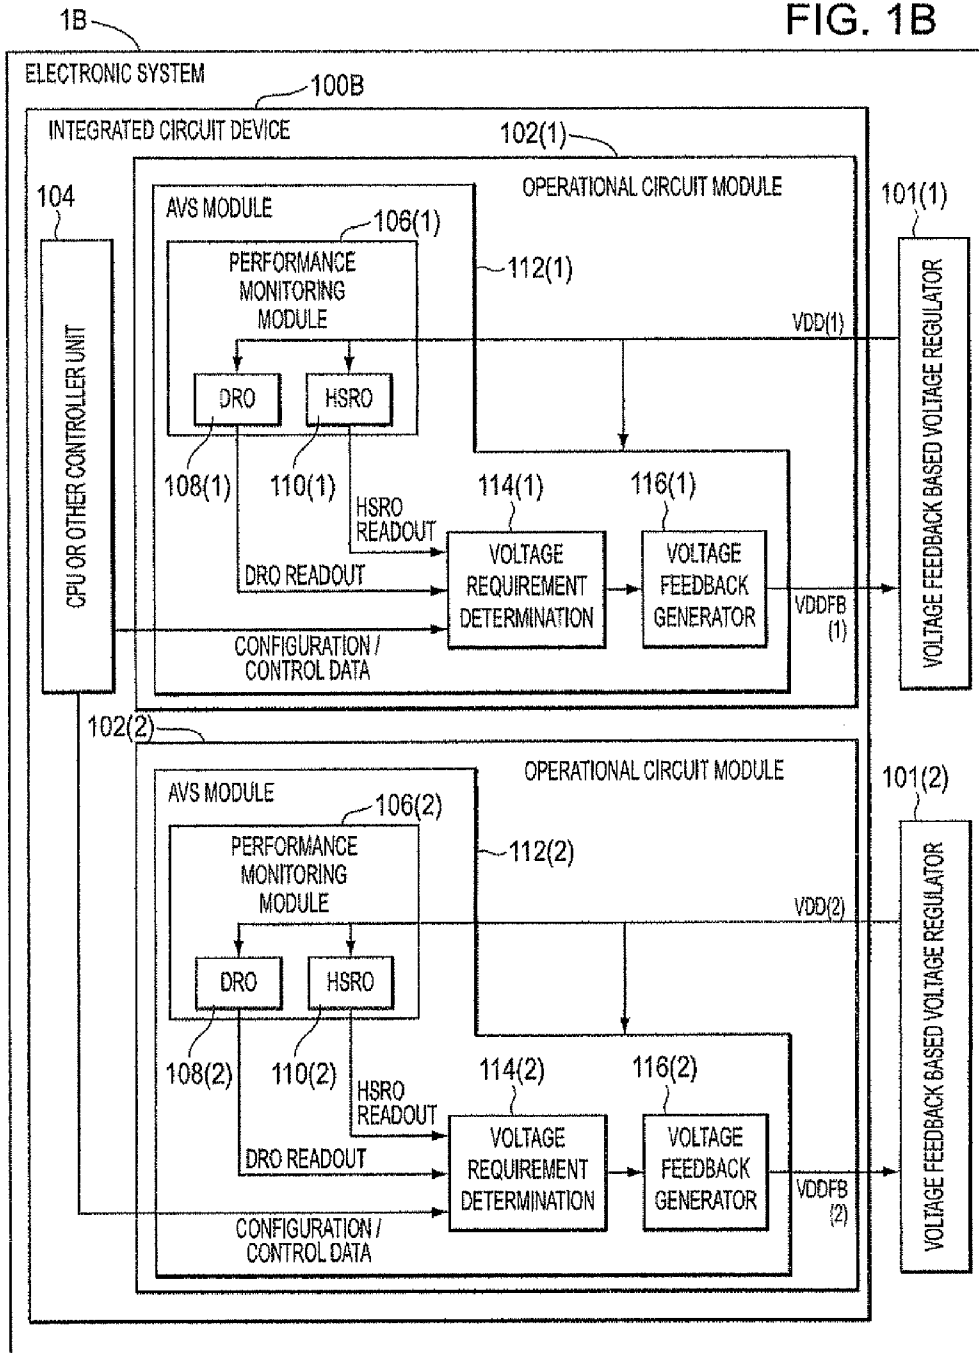 FIG. 1B
1B
ELECTRONIC SYSTEM
100B
INTEGRATED CIRCUIT DEVICE
102(1)
104
CPU OR OTHER CONTROLLER UNIT
OPERATIONAL CIRCUIT MODULE
AVS MODULE
106(1)
PERFORMANCE
MONITORING
MODULE
112(1)
101(1)
VOLTAGE FEEDBACK BASED VOLTAGE REGULATOR
VDD(1)
DRO
HSRO
108(1)
110(1)
HSRO
READOUT
DRO READOUT
114(1)
116(1)
VOLTAGE
REQUIREMENT
DETERMINATION
VOLTAGE
FEEDBACK
GENERATOR
VDDFB
(1)
CONFIGURATION /
CONTROL DATA
102(2)
OPERATIONAL CIRCUIT MODULE
AVS MODULE
106(2)
PERFORMANCE
MONITORING
MODULE
112(2)
101(2)
VOLTAGE FEEDBACK BASED VOLTAGE REGULATOR
VDD(2)
DRO
HSRO
108(2)
110(2)
HSRO
READOUT
DRO READOUT
114(2)
116(2)
VOLTAGE
REQUIREMENT
DETERMINATION
VOLTAGE
FEEDBACK
GENERATOR
VDDFB
(2)
CONFIGURATION /
CONTROL DATA